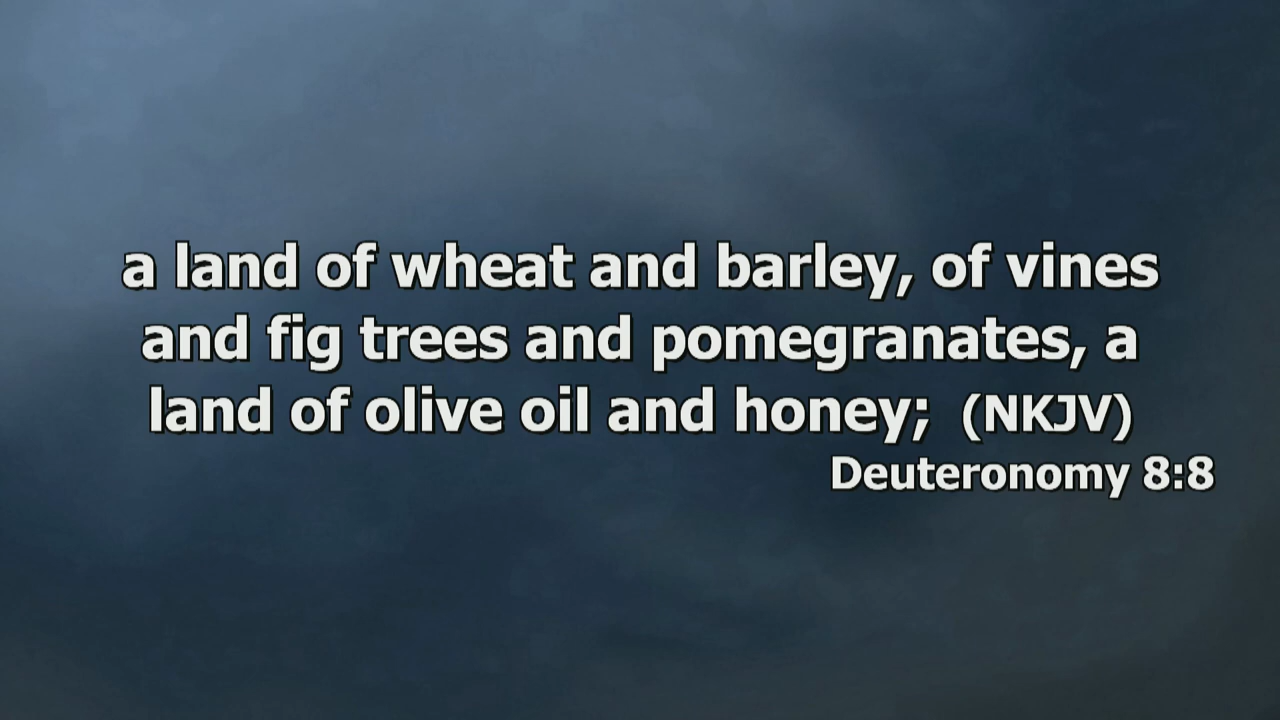 a land of wheat and barley, of vines
and fig trees and pomegranates, a
land of olive oil and honey; (NKJV)
Deuteronomy 8:8